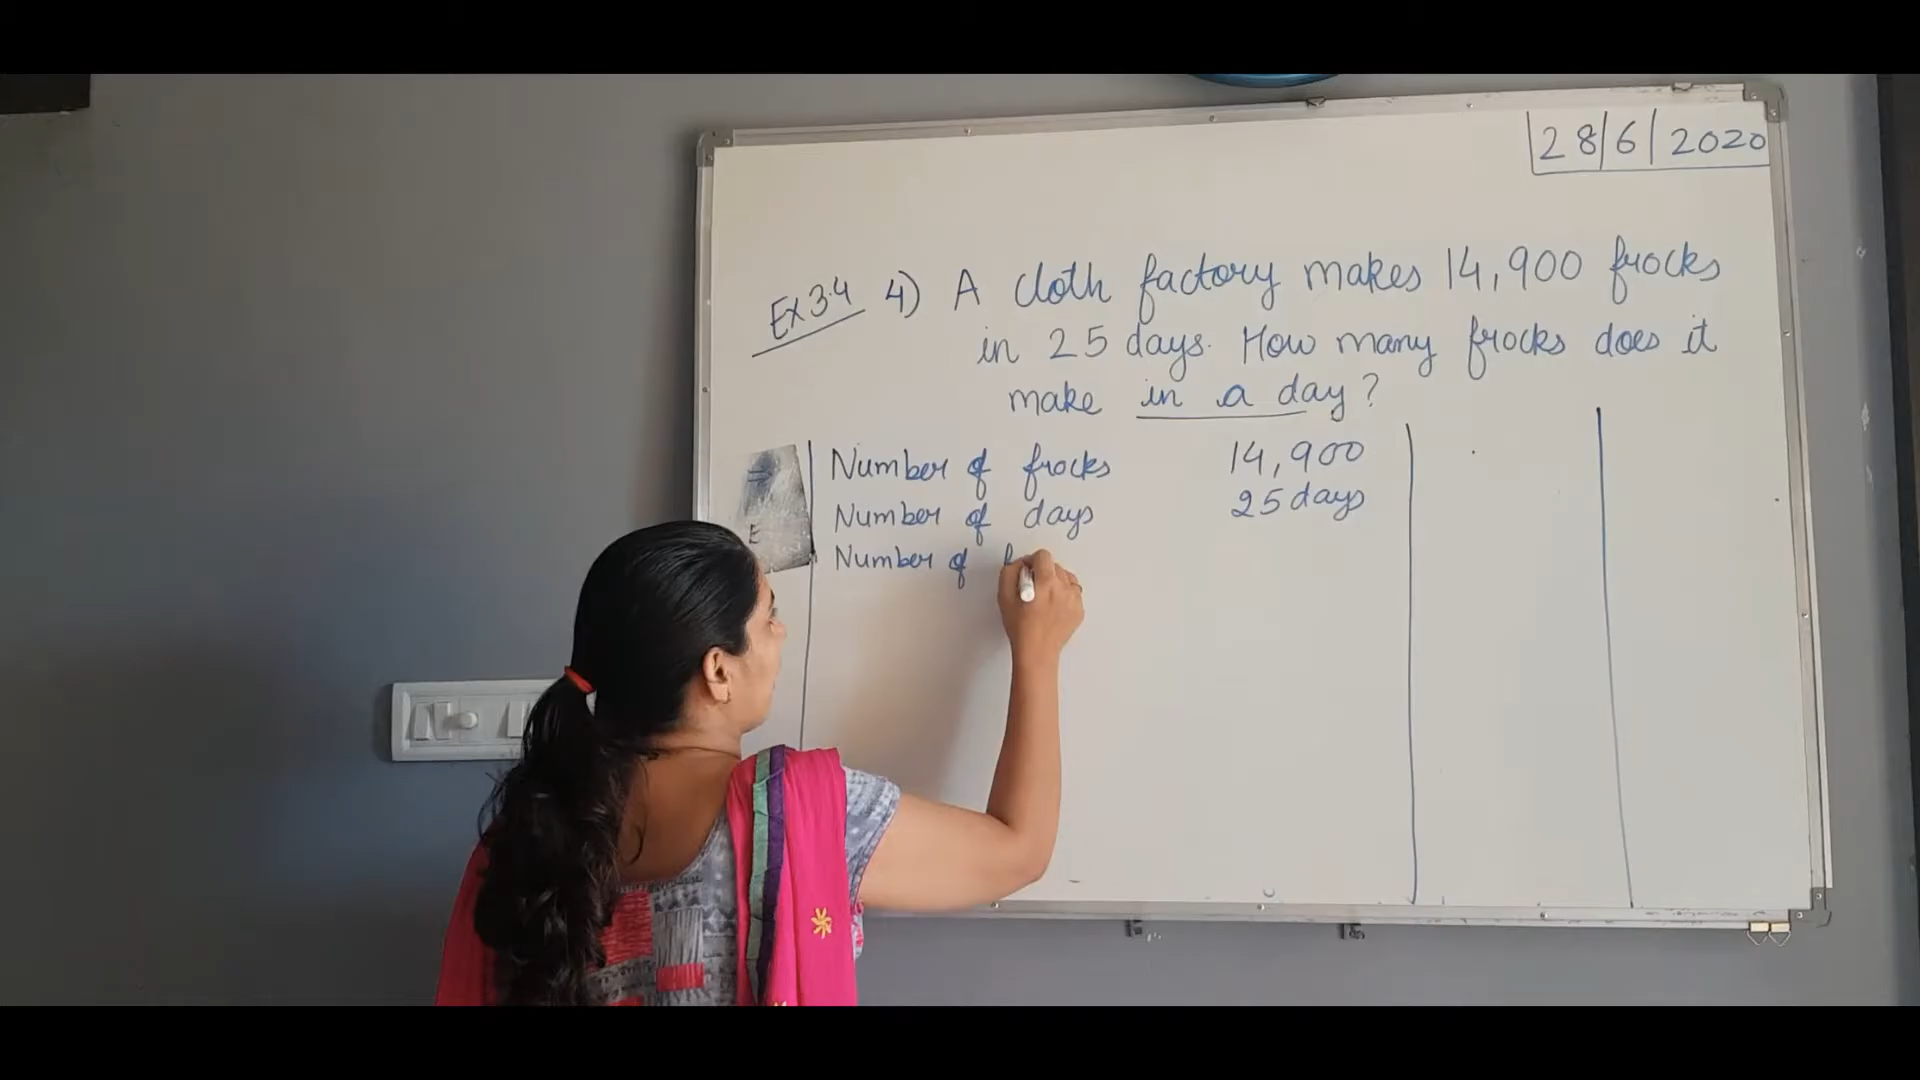 28/6/2020
Ex 3.4 4) A cloth factory makes 14,900 frocks
in 25 days. How many frocks does it
make in a day?
⇒ Number of frocks 14,900
Number of days 25 days
E
Number of f